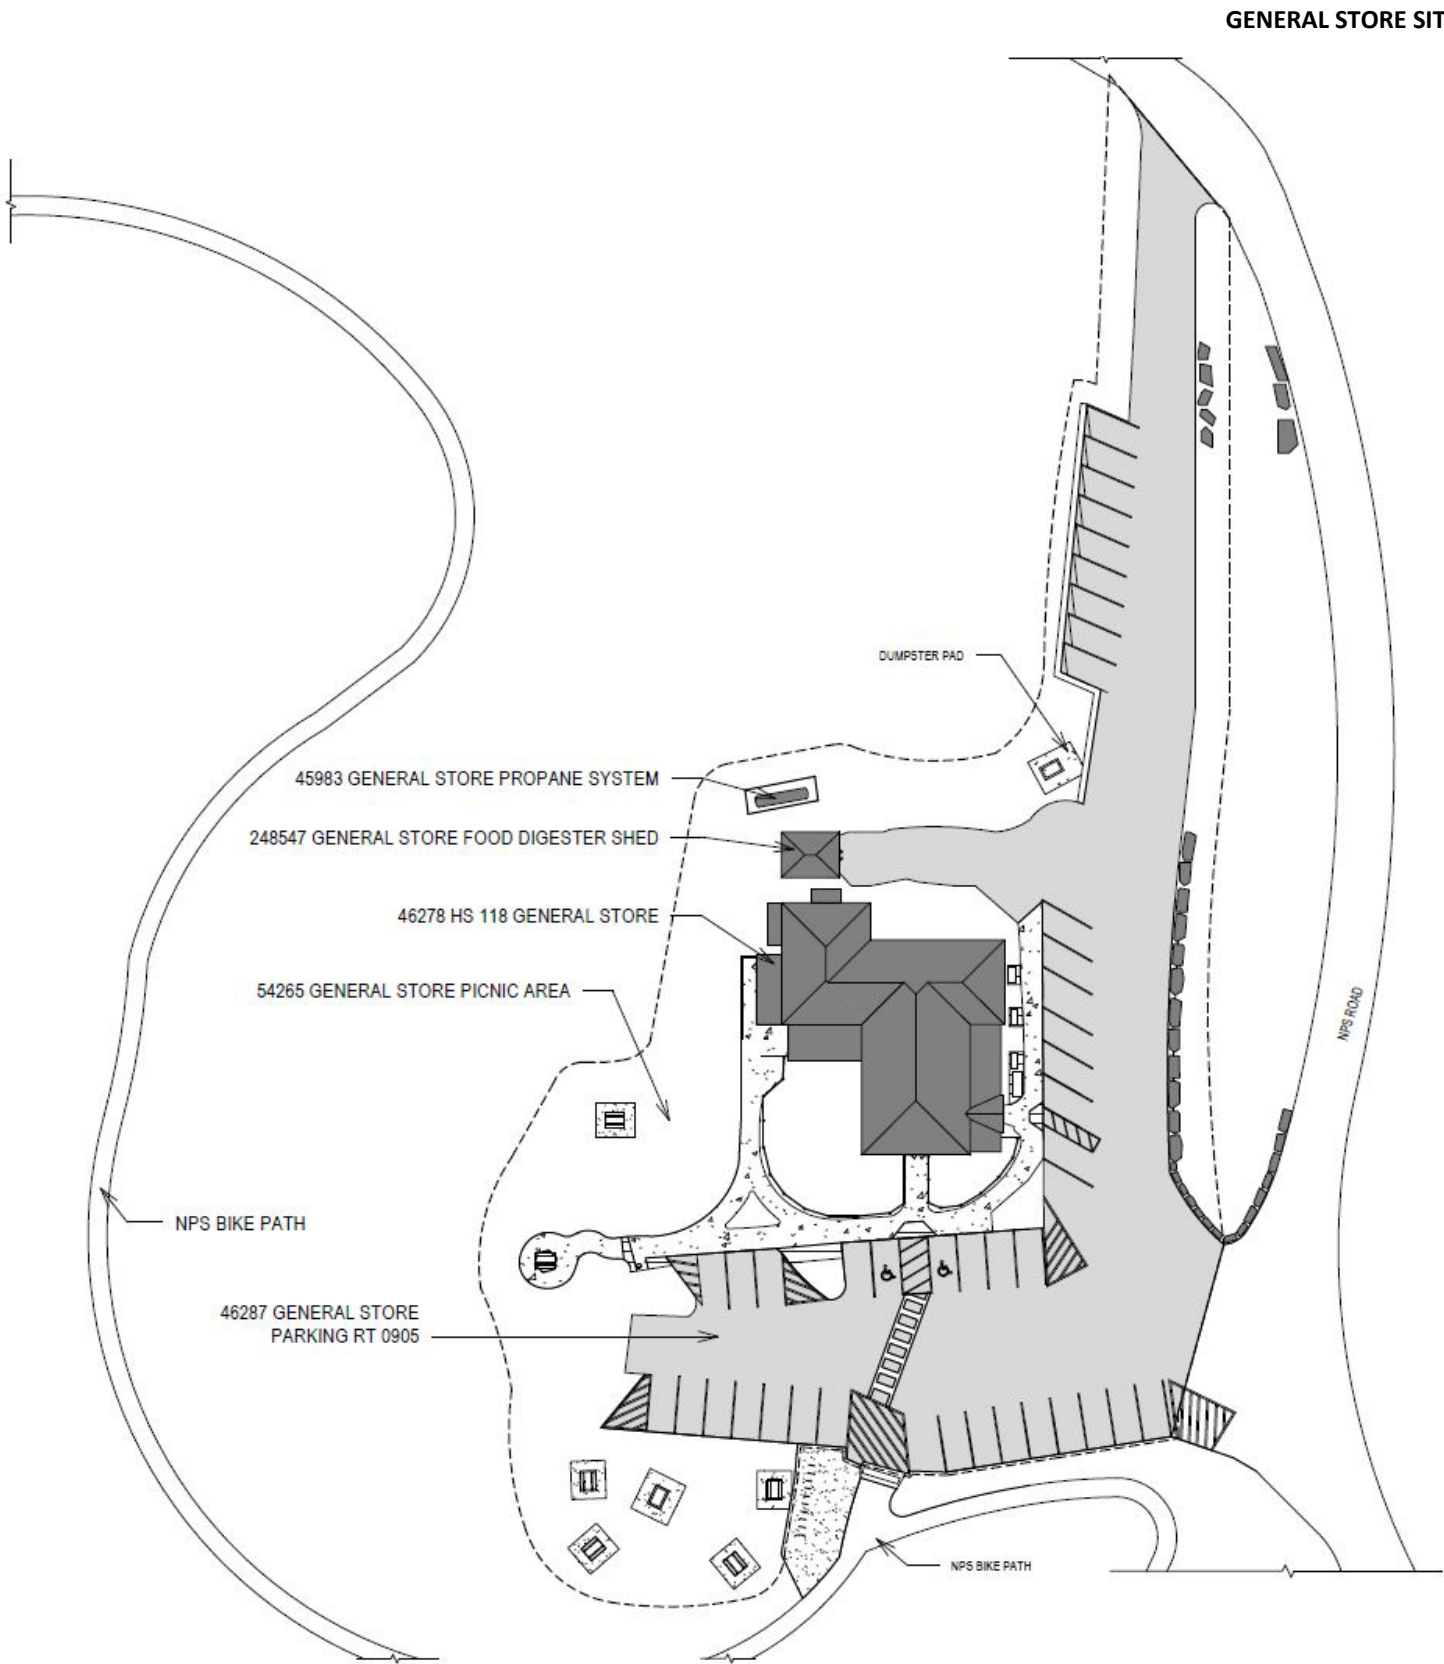 GENERAL STORE SIT
DUMPSTER PAD
45983 GENERAL STORE PROPANE SYSTEM
248547 GENERAL STORE FOOD DIGESTER SHED
46278 HS 118 GENERAL STORE
54265 GENERAL STORE PICNIC AREA
NPS ROAD
NPS BIKE PATH
46287 GENERAL STORE
PARKING RT 0905
NPS BIKE PATH